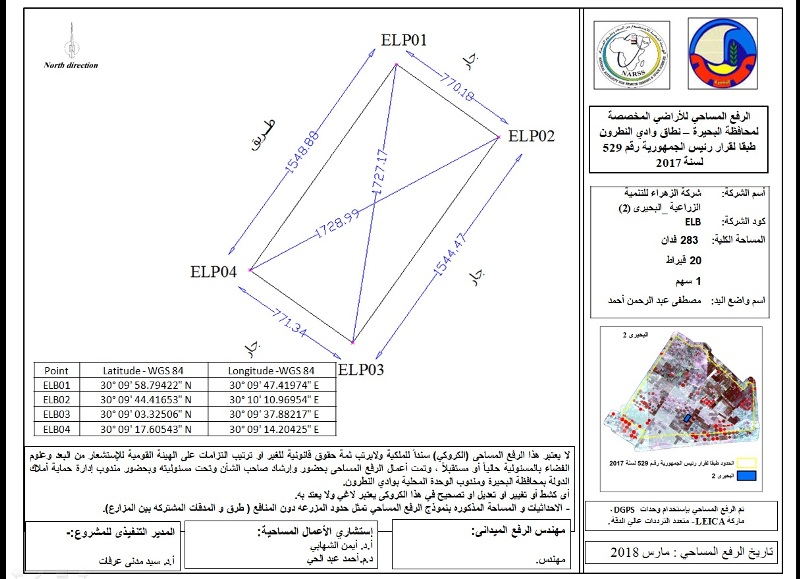 North direction
ELP01
ELP02
ELP03
ELP04
770.18
1548.88
1727.17
1728.99
1544.47
771.34
طريق
جار
جار
جار
Point Latitude - WGS 84 Longitude -WGS 84
ELB01 30° 09' 58.79422" N 30° 09' 47.41974" E
ELB02 30° 09' 44.41653" N 30° 10' 10.96954" E
ELB03 30° 09' 03.32506" N 30° 09' 37.88217" E
ELB04 30° 09' 17.60543" N 30° 09' 14.20425" E
لا يعتبر هذا الرفع المساحي (الكروكي) سنداً للملكية ولايرتب ثمة حقوق قانونية للغير أو ترتيب التزامات على الهيئة القومية للإستشعار من البعد وعلوم
الفضاء بالمسئولية حالياً أو مستقبلاً ، وتمت أعمال الرفع المساحى بحضور وإرشاد صاحب الشأن وتحت مسئوليته وبحضور مندوب إدارة حماية أملاك
الدولة بمحافظة البحيرة ومندوب الوحدة المحلية بوادي النطرون.
أى كشط أو تغيير أو تعديل او تصحيح في هذا الكروكى يعتبر لاغي ولا يعتد به.
- الاحداثيات و المساحة المذكوره بنموذج الرفع المساحي تمثل حدود المزرعه دون المنافع ( طرق و المدقات المشتركه بين المزارع).
مهندس الرفع الميدانى:
مهندس.
إستشاري الأعمال المساحية:
أ.د. أيمن الشهابي
د.م.أحمد عبد الحي
المدير التنفيذى للمشروع:-
أ.د. سيد مدنى عرفات
NARSS
الرفع المساحي للأراضي المخصصة
لمحافظة البحيرة – نطاق وادي النطرون
طبقا لقرار رئيس الجمهورية رقم 529
لسنة 2017
أسم الشركة: شركة الزهراء للتنمية
الزراعية _البحيرى (2)
كود الشركة: ELB
المساحة الكلية: 283 فدان
20 قيراط
1 سهم
اسم واضع اليد: مصطفى عبد الرحمن أحمد
البحيرى 2
الحدود طبقا لقرار رئيس الجمهورية رقم 529 لسنة 2017
البحيرى 2
تم الرفع المساحي بإستخدام وحدات DGPS،
ماركة LEICA- متعدد الترددات عالي الدقة.
تاريخ الرفع المساحي : مارس 2018